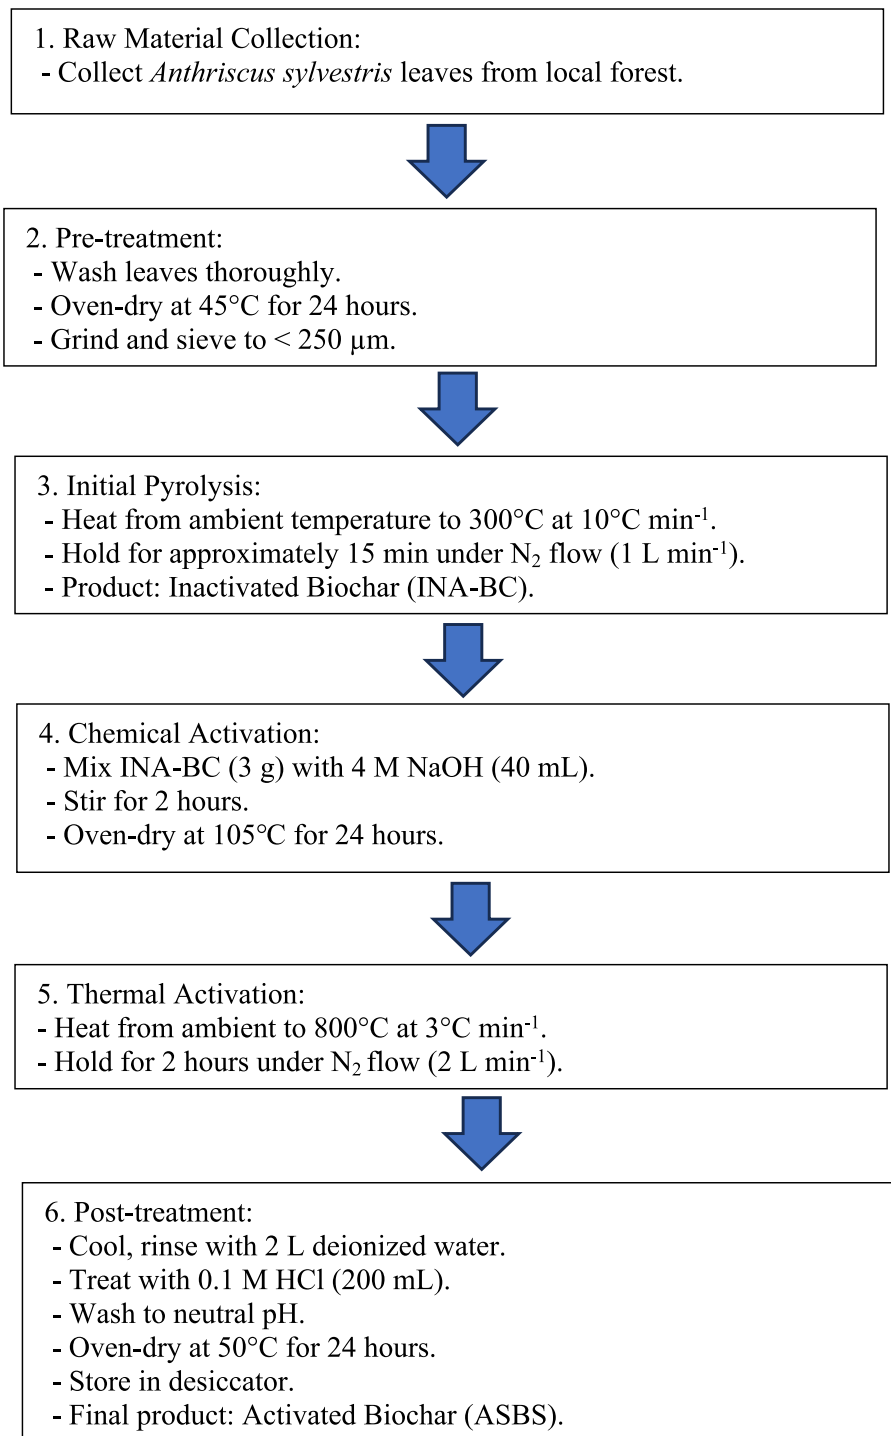 1. Raw Material Collection:
- Collect Anthriscus sylvestris leaves from local forest.
2. Pre-treatment:
- Wash leaves thoroughly.
- Oven-dry at 45°C for 24 hours.
- Grind and sieve to < 250 µm.
3. Initial Pyrolysis:
- Heat from ambient temperature to 300°C at 10°C min⁻¹.
- Hold for approximately 15 min under N₂ flow (1 L min⁻¹).
- Product: Inactivated Biochar (INA-BC).
4. Chemical Activation:
- Mix INA-BC (3 g) with 4 M NaOH (40 mL).
- Stir for 2 hours.
- Oven-dry at 105°C for 24 hours.
5. Thermal Activation:
- Heat from ambient to 800°C at 3°C min⁻¹.
- Hold for 2 hours under N₂ flow (2 L min⁻¹).
6. Post-treatment:
- Cool, rinse with 2 L deionized water.
- Treat with 0.1 M HCl (200 mL).
- Wash to neutral pH.
- Oven-dry at 50°C for 24 hours.
- Store in desiccator.
- Final product: Activated Biochar (ASBS).